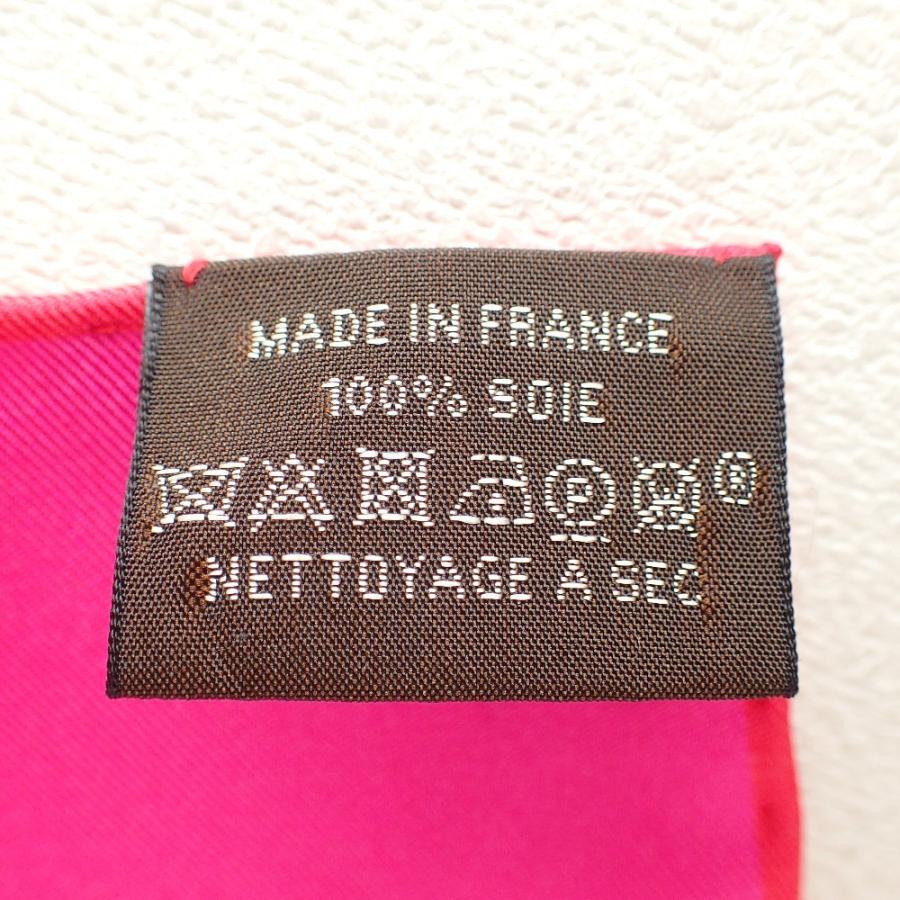 MADE IN FRANCE
100% SOIE
P ®
NETTOYAGE A SEC